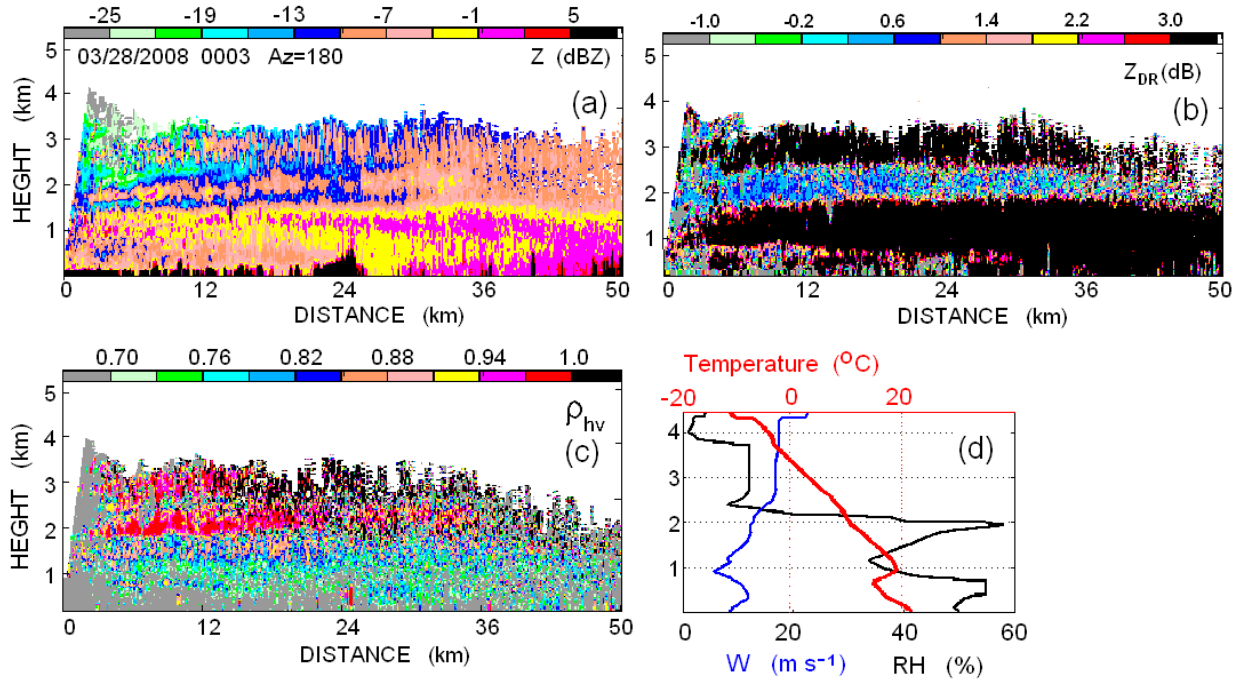 -25 -19 -13 -7 -1 5
03/28/2008 0003 Az=180 Z (dBZ)
(a)
5
4
3
2
1
HEGHT (km)
0 12 24 36 50
DISTANCE (km)
-1.0 -0.2 0.6 1.4 2.2 3.0
ZDR(dB)
(b)
5
4
3
2
1
HEGHT (km)
0 12 24 36 50
DISTANCE (km)
0.70 0.76 0.82 0.88 0.94 1.0
ρhv
(c)
5
4
3
2
1
HEGHT (km)
0 12 24 36 50
DISTANCE (km)
Temperature (°C)
-20 0 20
(d)
4
3
2
1
0 20 40 60
W (m s-1) RH (%)